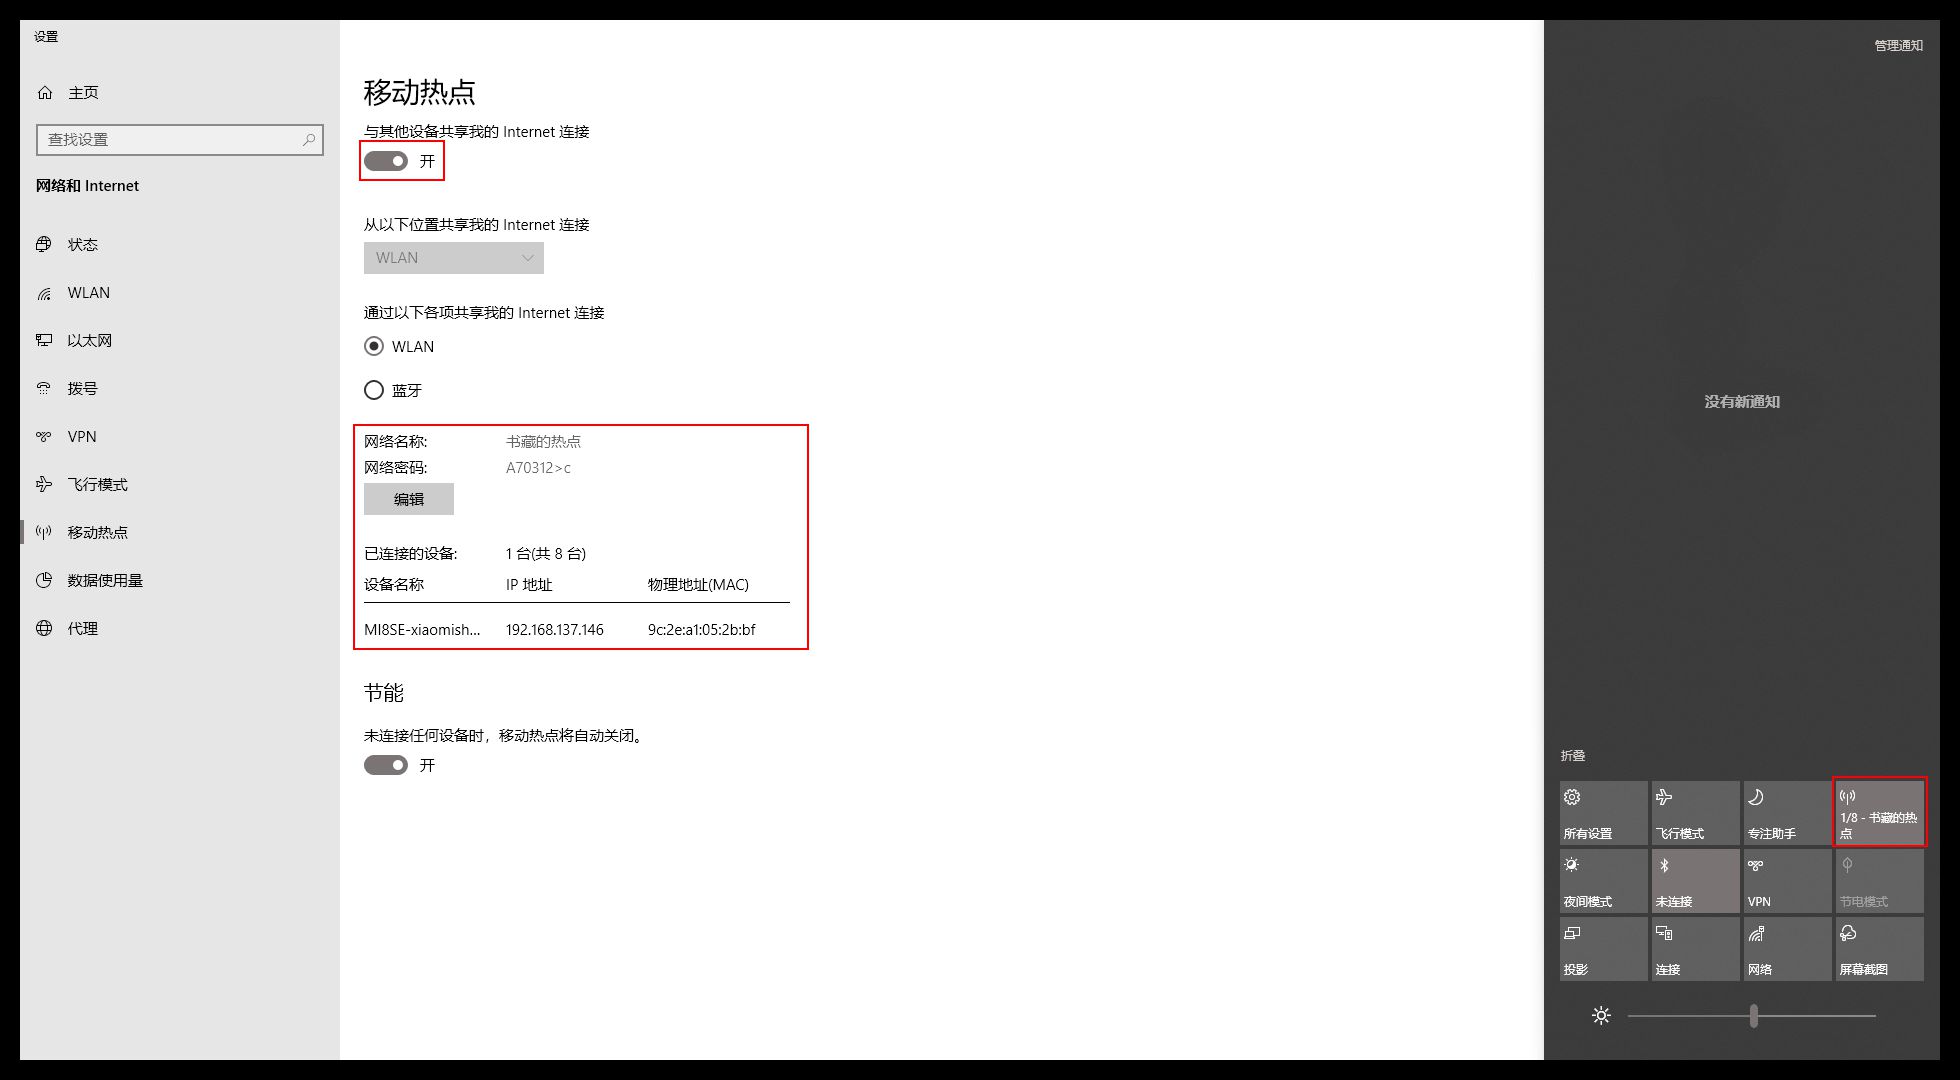 设置
主页
查找设置
网络和 Internet
状态
WLAN
以太网
拨号
VPN
飞行模式
移动热点
数据使用量
代理
移动热点
与其他设备共享我的 Internet 连接
开
从以下位置共享我的 Internet 连接
WLAN
通过以下各项共享我的 Internet 连接
WLAN
蓝牙
网络名称: 书藏的热点
网络密码: A70312>c
编辑
已连接的设备: 1 台(共 8 台)
设备名称 IP 地址 物理地址(MAC)
MI8SE-xiaomish... 192.168.137.146 9c:2e:a1:05:2b:bf
节能
未连接任何设备时，移动热点将自动关闭。
开
管理通知
没有新通知
折叠
所有设置
飞行模式
专注助手
1/8 - 书藏的热
点
夜间模式
未连接
VPN
节电模式
投影
连接
网络
屏幕截图